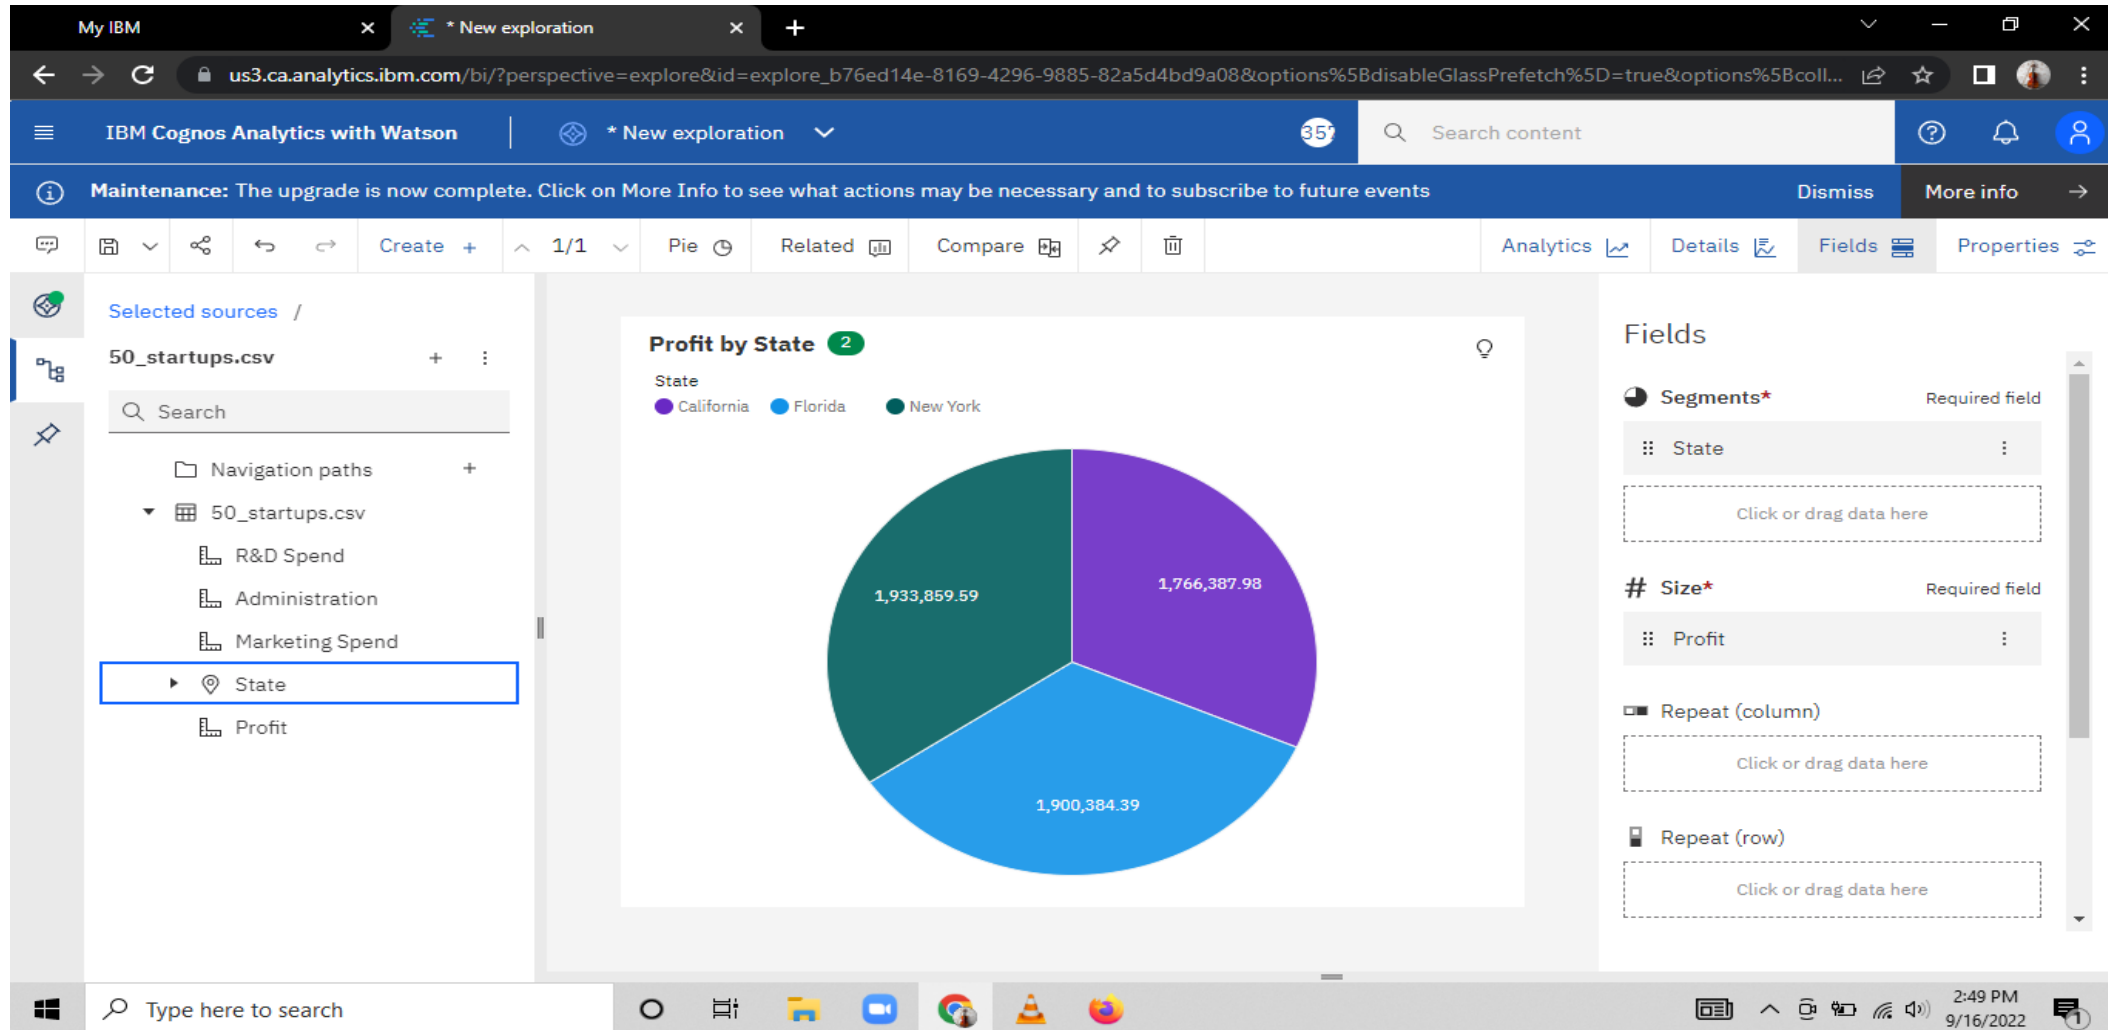 My IBM
* New exploration
us3.ca.analytics.ibm.com/bi/?perspective=explore&id=explore_b76ed14e-8169-4296-9885-82a5d4bd9a08&options%5BdisableGlassPrefetch%5D=true&options%5Bcoll...
IBM Cognos Analytics with Watson
* New exploration
357
Search content
Maintenance: The upgrade is now complete. Click on More Info to see what actions may be necessary and to subscribe to future events
Dismiss
More info
Create +
1/1
Pie
Related
Compare
Analytics
Details
Fields
Properties
Selected sources /
50_startups.csv
Search
Navigation paths
50_startups.csv
R&D Spend
Administration
Marketing Spend
State
Profit
Profit by State 2
State
California
Florida
New York
1,933,859.59
1,766,387.98
1,900,384.39
Fields
Segments* Required field
State
Click or drag data here
# Size* Required field
Profit
Repeat (column)
Click or drag data here
Repeat (row)
Click or drag data here
Type here to search
2:49 PM
9/16/2022
1